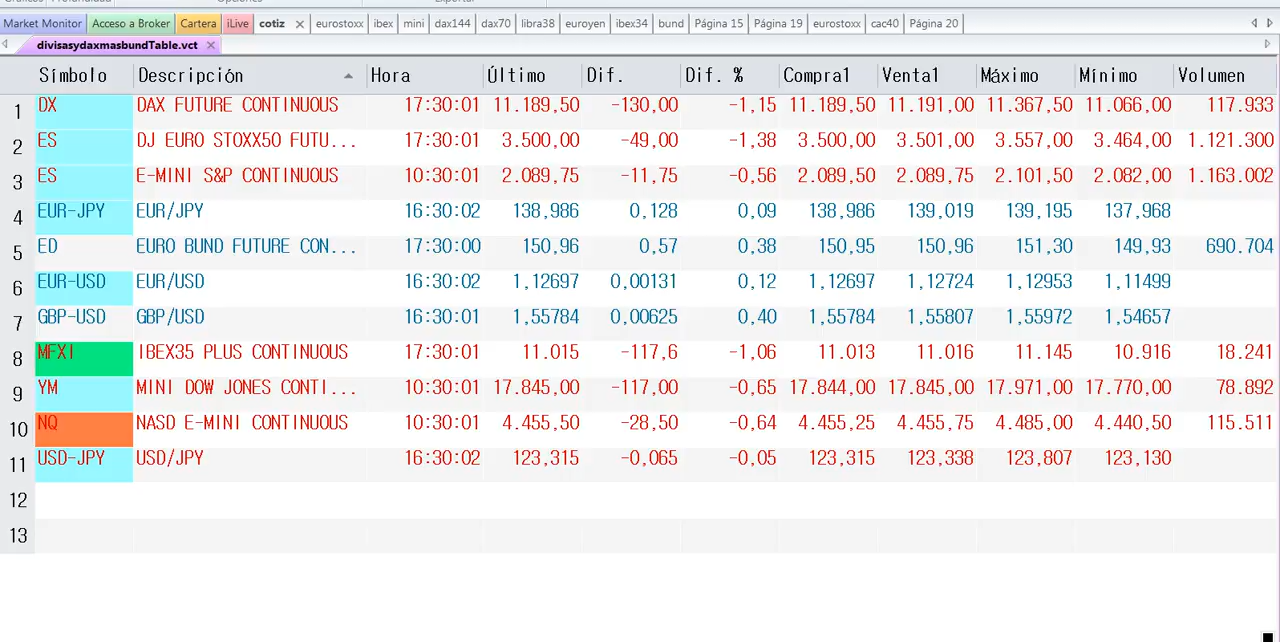 Market Monitor Acceso a Broker Cartera iLive cotiz eurostoxx ibex mini dax144 dax70 libra38 euroyen ibex34 bund Página 15 Página 19 eurostoxx cac40 Página 20
divisasydaxmasbundTable.vct
Símbolo Descripción Hora Último Dif. Dif. % Compra1 Venta1 Máximo Mínimo Volumen
1 DX DAX FUTURE CONTINUOUS 17:30:01 11.189,50 -130,00 -1,15 11.189,50 11.191,00 11.367,50 11.066,00 117.933
2 ES DJ EURO STOXX50 FUTU... 17:30:01 3.500,00 -49,00 -1,38 3.500,00 3.501,00 3.557,00 3.464,00 1.121.300
3 ES E-MINI S&P CONTINUOUS 10:30:01 2.089,75 -11,75 -0,56 2.089,50 2.089,75 2.101,50 2.082,00 1.163.002
4 EUR-JPY EUR/JPY 16:30:02 138,986 0,128 0,09 138,986 139,019 139,195 137,968
5 ED EURO BUND FUTURE CON... 17:30:00 150,96 0,57 0,38 150,95 150,96 151,30 149,93 690.704
6 EUR-USD EUR/USD 16:30:02 1,12697 0,00131 0,12 1,12697 1,12724 1,12953 1,11499
7 GBP-USD GBP/USD 16:30:01 1,55784 0,00625 0,40 1,55784 1,55807 1,55972 1,54657
8 MFXI IBEX35 PLUS CONTINUOUS 17:30:01 11.015 -117,6 -1,06 11.013 11.016 11.145 10.916 18.241
9 YM MINI DOW JONES CONTI... 10:30:01 17.845,00 -117,00 -0,65 17.844,00 17.845,00 17.971,00 17.770,00 78.892
10 NQ NASD E-MINI CONTINUOUS 10:30:01 4.455,50 -28,50 -0,64 4.455,25 4.455,75 4.485,00 4.440,50 115.511
11 USD-JPY USD/JPY 16:30:02 123,315 -0,065 -0,05 123,315 123,338 123,807 123,130
12
13